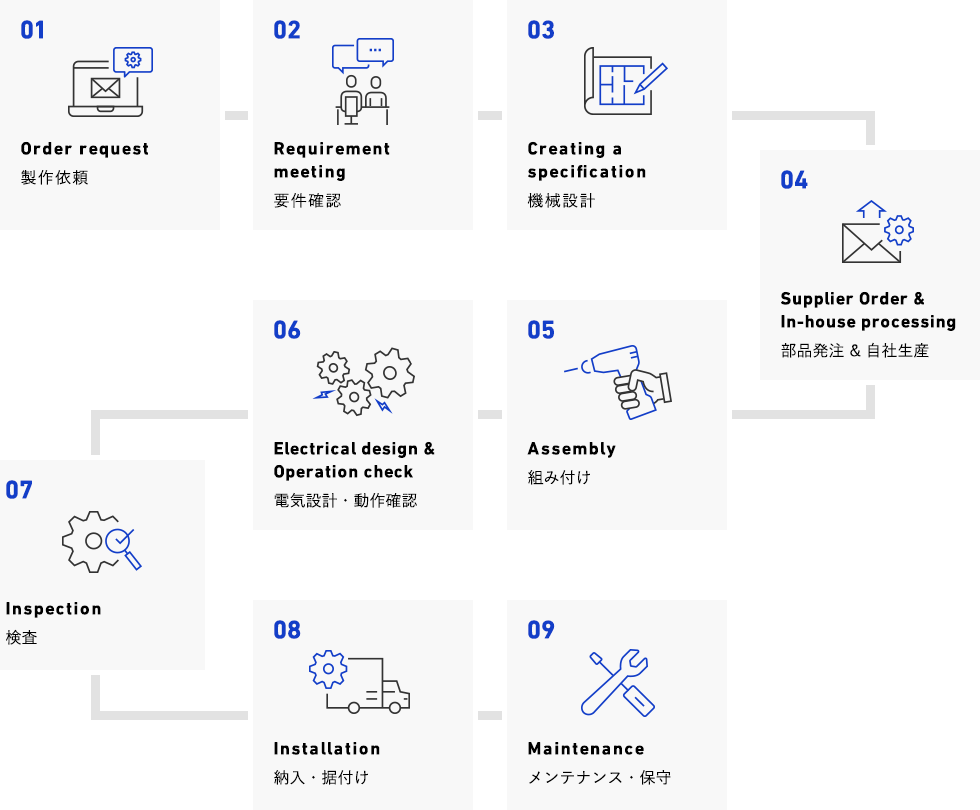 01
Order request
製作依頼
02
Requirement
meeting
要件確認
03
Creating a
specification
機械設計
04
Supplier Order &
In-house processing
部品発注 & 自社生産
05
Assembly
組み付け
06
Electrical design &
Operation check
電気設計・動作確認
07
Inspection
検査
08
Installation
納入・据付け
09
Maintenance
メンテナンス・保守